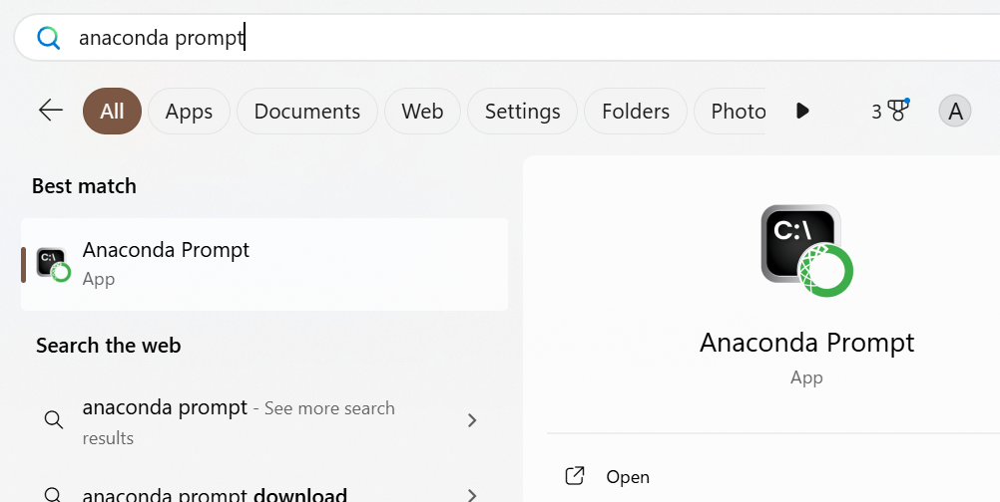 anaconda prompt
All Apps Documents Web Settings Folders Photo 3 A
Best match
Anaconda Prompt
App
Search the web
anaconda prompt - See more search
results
anaconda prompt download
C:\
Anaconda Prompt
App
Open